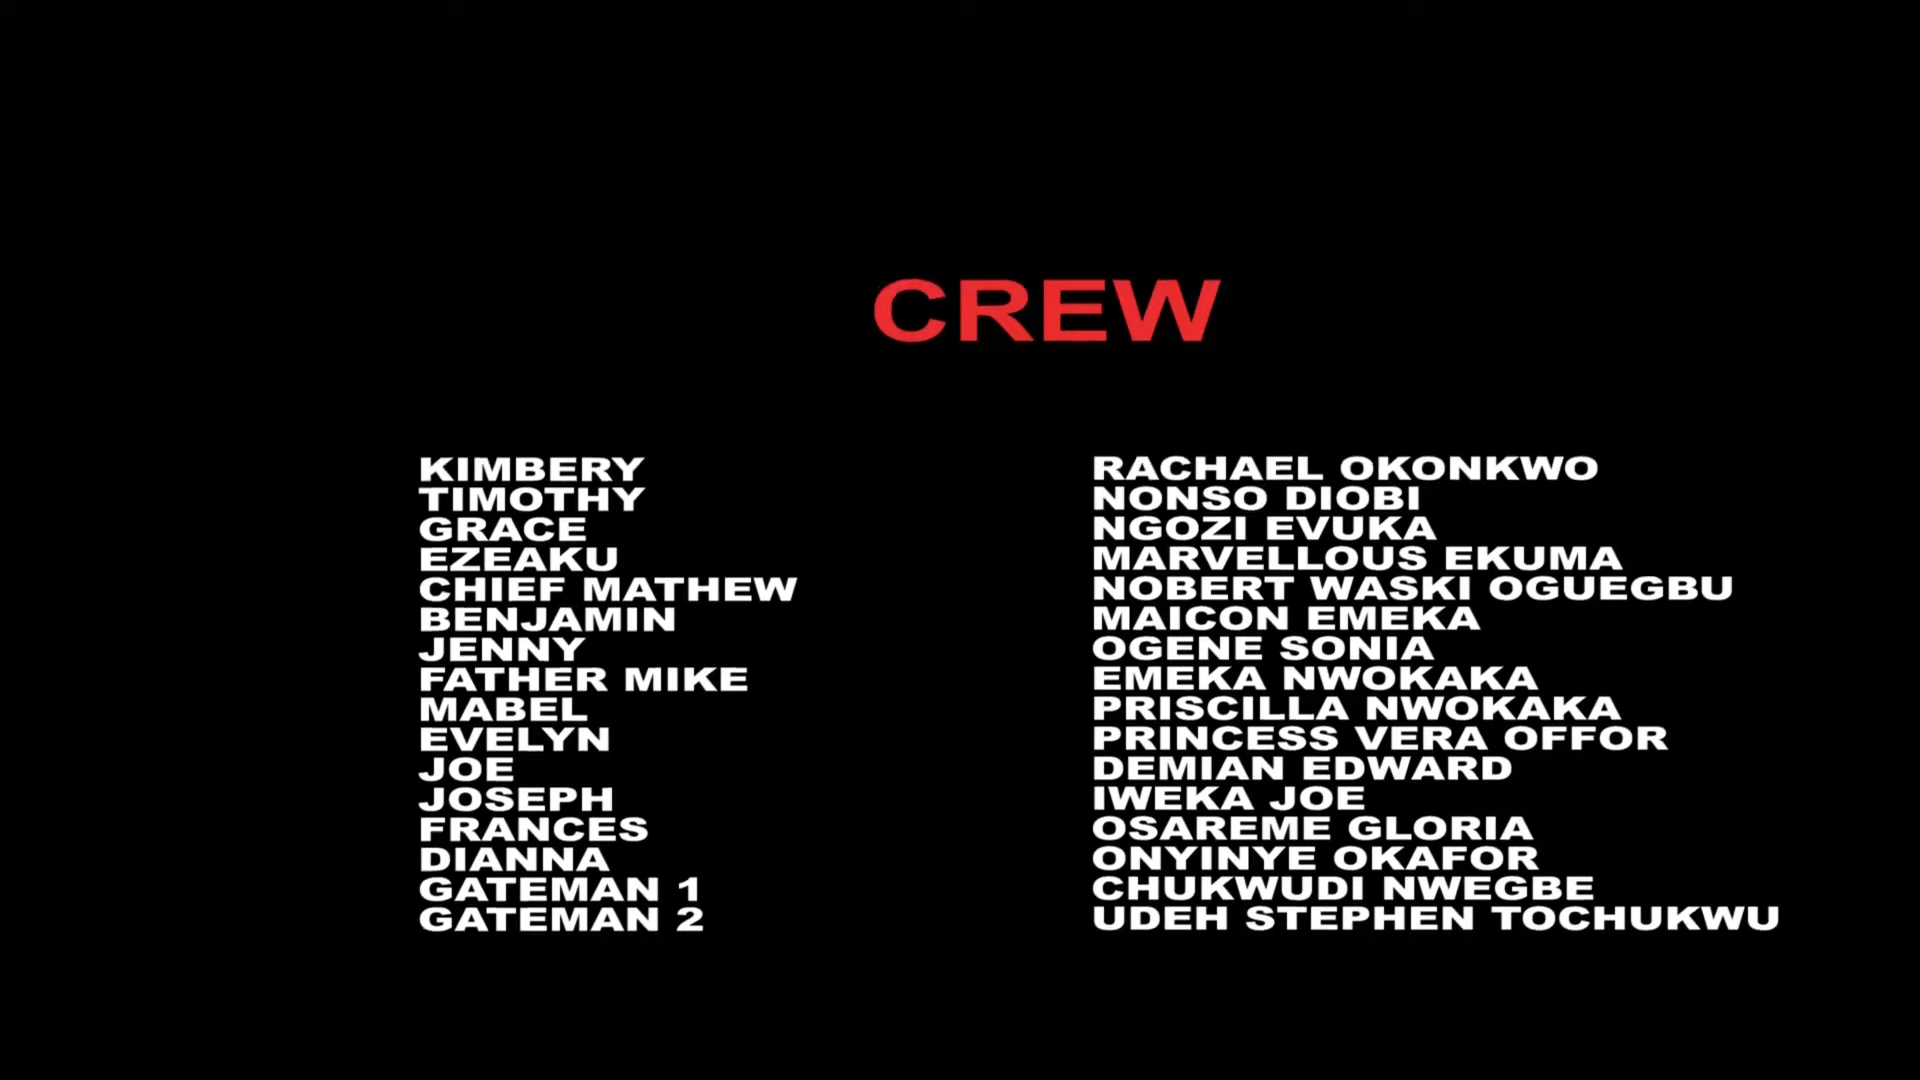 CREW
KIMBERY RACHAEL OKONKWO
TIMOTHY NONSO DIOBI
GRACE NGOZI EVUKA
EZEAKU MARVELLOUS EKUMA
CHIEF MATHEW NOBERT WASKI OGUEGBU
BENJAMIN MAICON EMEKA
JENNY OGENE SONIA
FATHER MIKE EMEKA NWOKAKA
MABEL PRISCILLA NWOKAKA
EVELYN PRINCESS VERA OFFOR
JOE DEMIAN EDWARD
JOSEPH IWEKA JOE
FRANCES OSAREME GLORIA
DIANNA ONYINYE OKAFOR
GATEMAN 1 CHUKWUDI NWEGBE
GATEMAN 2 UDEH STEPHEN TOCHUKWU